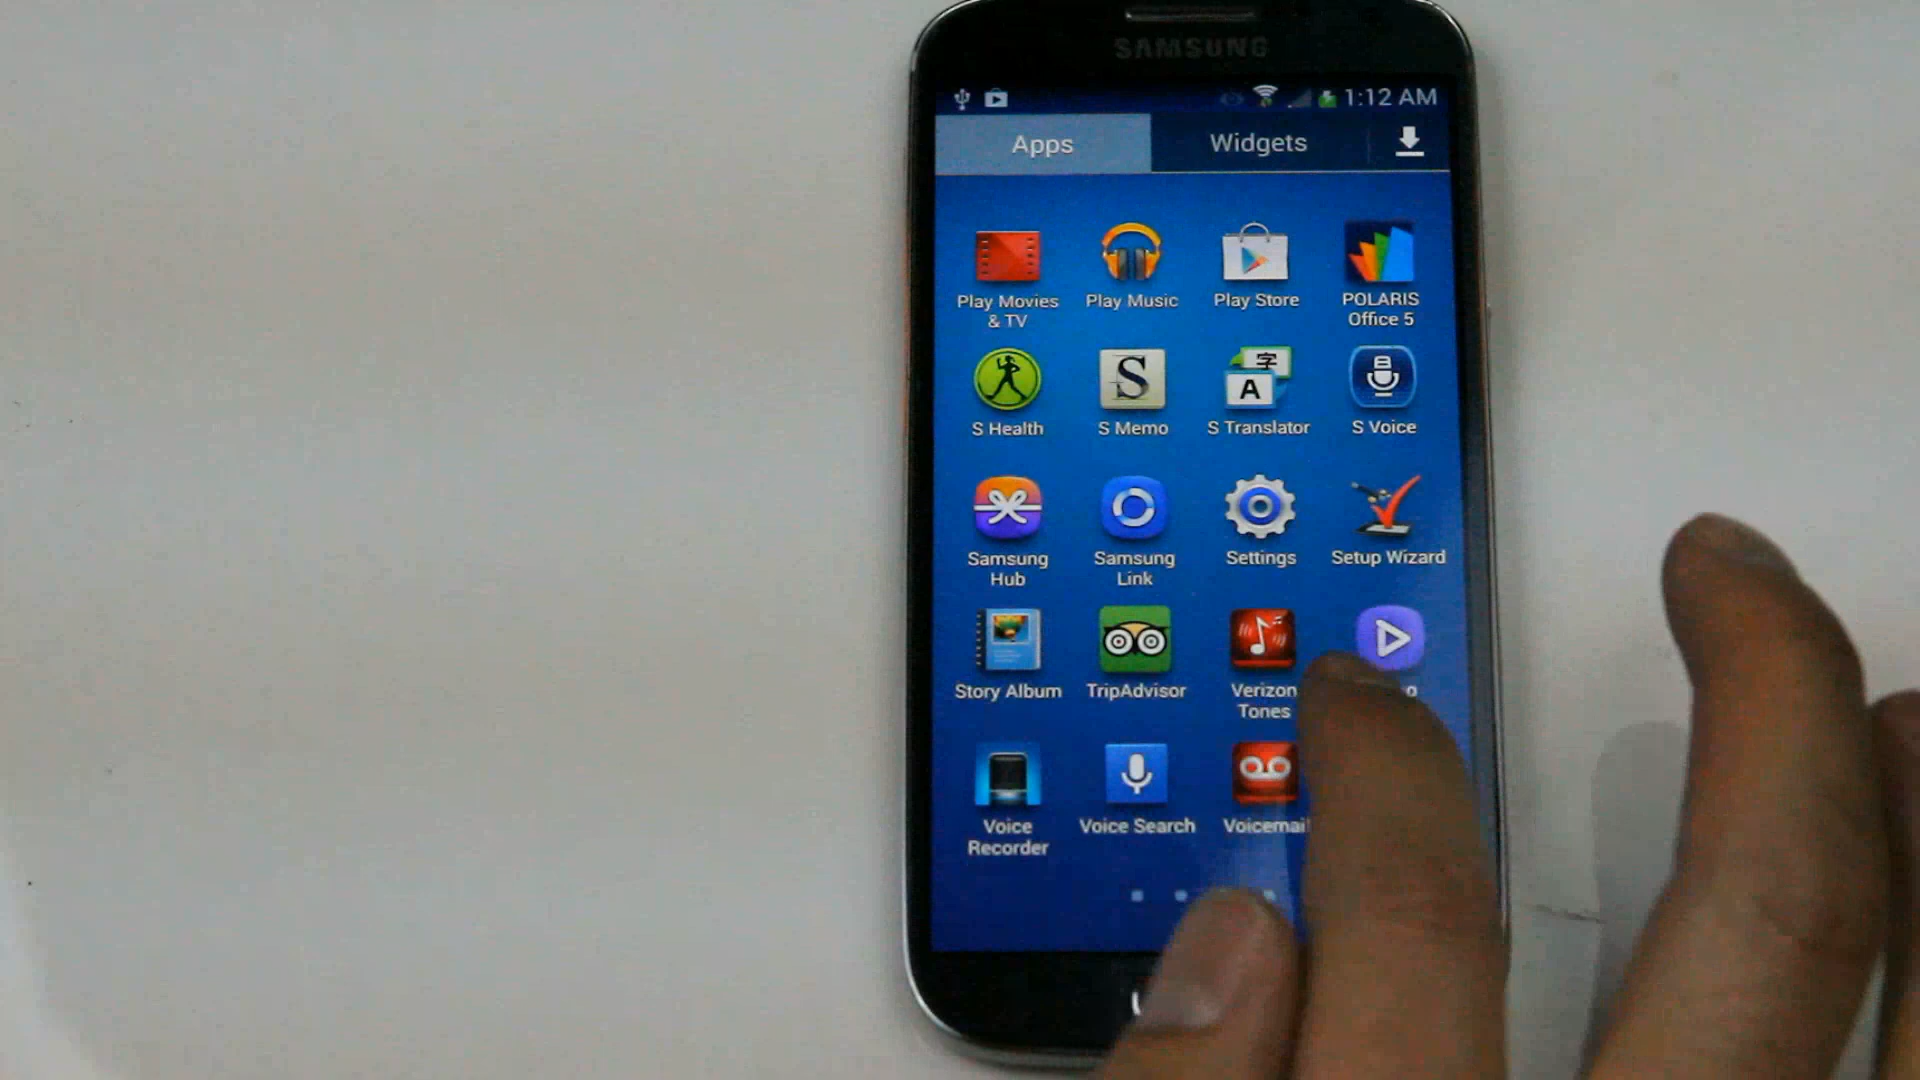 SAMSUNG
1:12 AM
Apps
Widgets
Play Movies
& TV
Play Music
Play Store
POLARIS
Office 5
字
A
S
S Health
S Memo
S Translator
S Voice
Samsung
Hub
Samsung
Link
Settings
Setup Wizard
Story Album
TripAdvisor
Verizon
Tones
Voice
Recorder
Voice Search
Voicemail